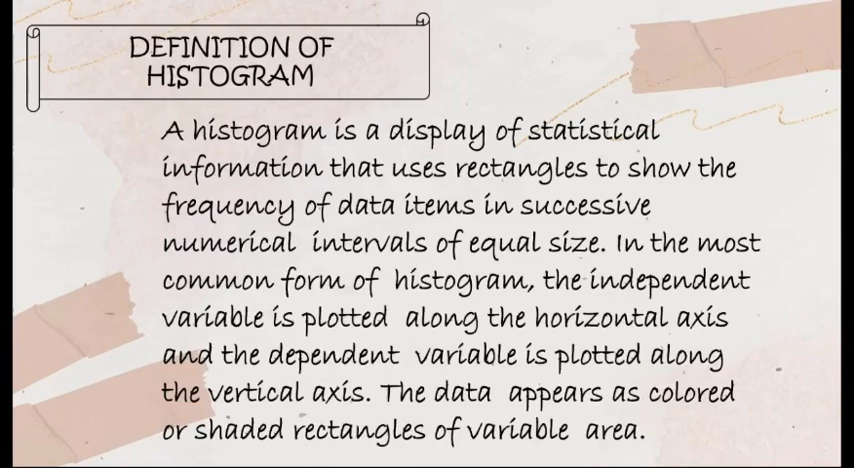 DEFINITION OF
HISTOGRAM
A histogram is a display of statistical
information that uses rectangles to show the
frequency of data items in successive
numerical intervals of equal size. In the most
common form of histogram, the independent
variable is plotted along the horizontal axis
and the dependent variable is plotted along
the vertical axis. The data appears as colored
or shaded rectangles of variable area.